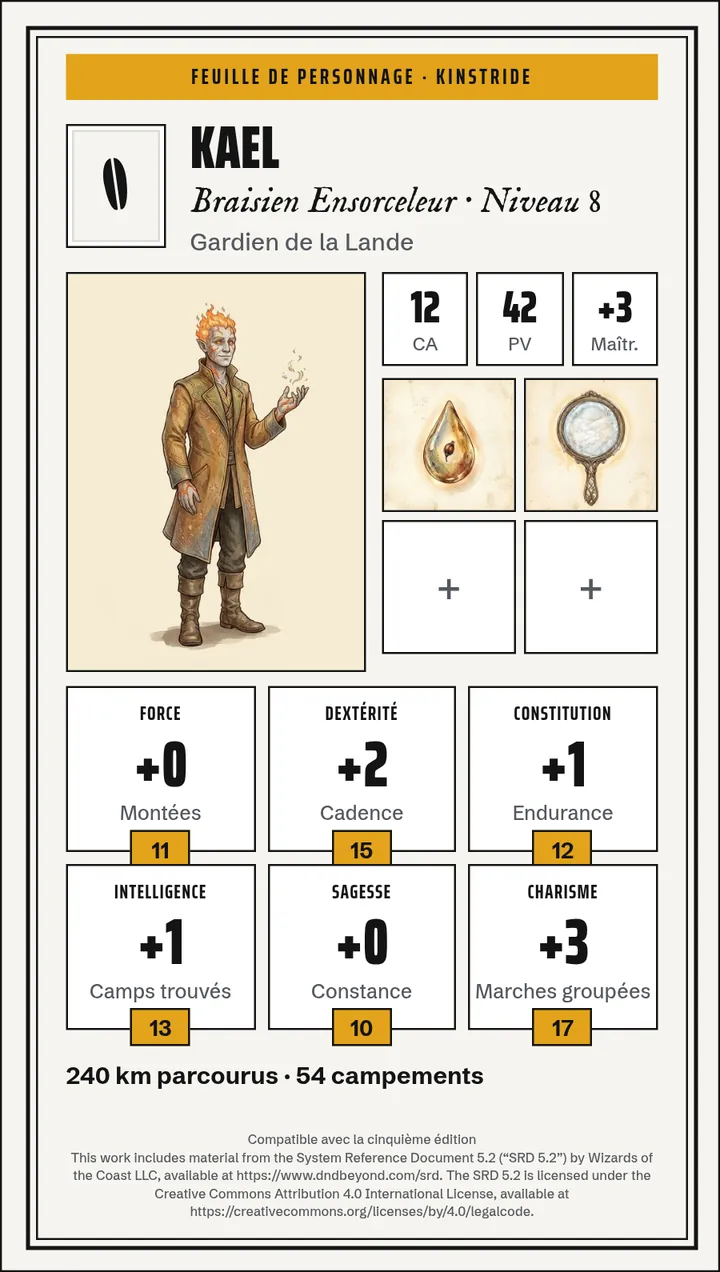 FEUILLE DE PERSONNAGE · KINSTRIDE
KAEL
Braisien Ensorceleur · Niveau 8
Gardien de la Lande
12
CA
42
PV
+3
Maîtr.
+
+
FORCE
+0
Montées
11
DEXTÉRITÉ
+2
Cadence
15
CONSTITUTION
+1
Endurance
12
INTELLIGENCE
+1
Camps trouvés
13
SAGESSE
+0
Constance
10
CHARISME
+3
Marches groupées
17
240 km parcourus · 54 campements
Compatible avec la cinquième édition
This work includes material from the System Reference Document 5.2 (“SRD 5.2”) by Wizards of
the Coast LLC, available at https://www.dndbeyond.com/srd. The SRD 5.2 is licensed under the
Creative Commons Attribution 4.0 International License, available at
https://creativecommons.org/licenses/by/4.0/legalcode.